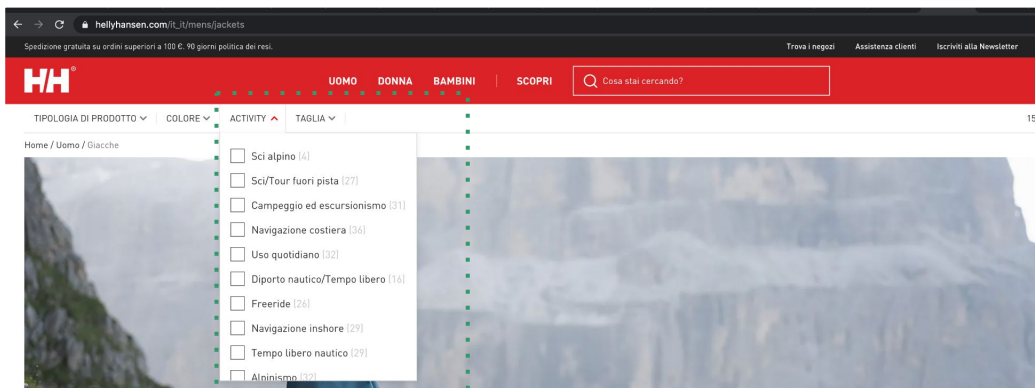 hellyhansen.com/it_it/mens/jackets
Spedizione gratuita su ordini superiori a 100 €. 90 giorni politica dei resi.
Trova i negozi Assistenza clienti Iscriviti alla Newsletter
HH®
UOMO DONNA BAMBINI SCOPRI Cosa stai cercando?
TIPOLOGIA DI PRODOTTO COLORE ACTIVITY TAGLIA 15
Home / Uomo / Giacche
Sci alpino (4)
Sci/Tour fuori pista (27)
Campeggio ed escursionismo (31)
Navigazione costiera (36)
Uso quotidiano (32)
Diporto nautico/Tempo libero (16)
Freeride (26)
Navigazione inshore (29)
Tempo libero nautico (29)
Alpinismo (32)